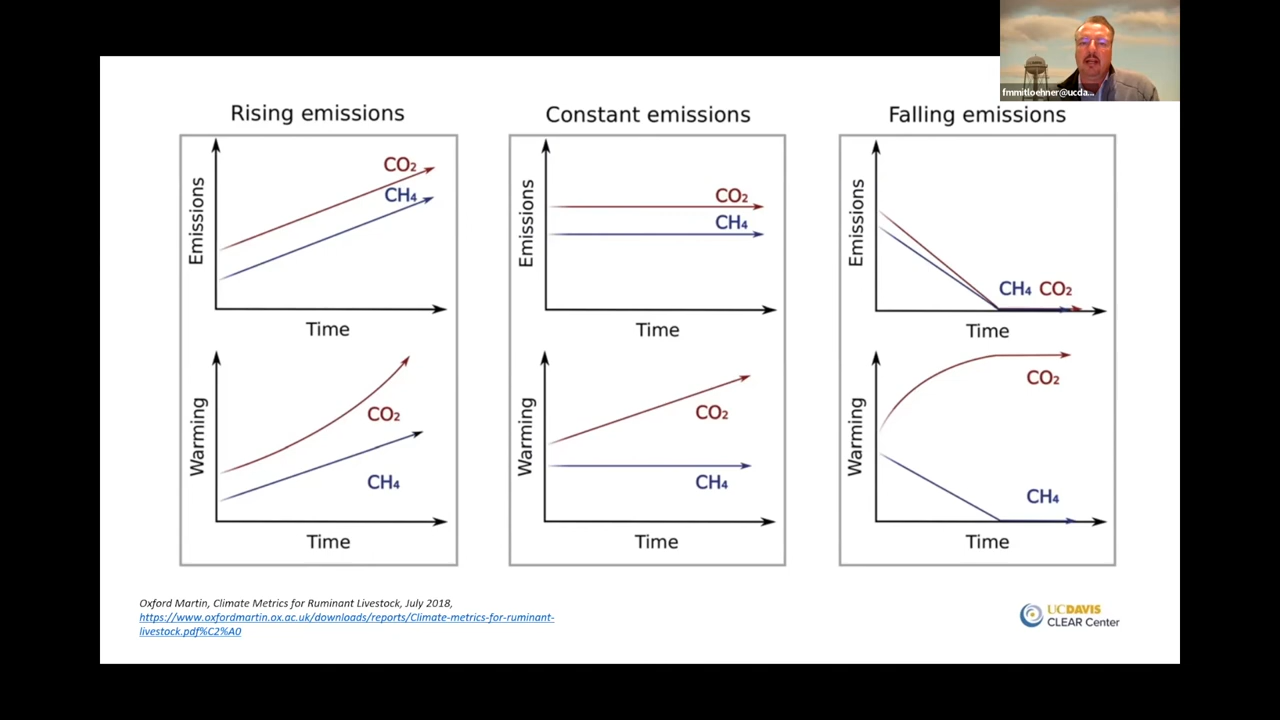 fmmitloehner@ucda...
Rising emissions
Emissions
CO₂
CH₄
Time
Warming
CO₂
CH₄
Time
Constant emissions
Emissions
CO₂
CH₄
Time
Warming
CO₂
CH₄
Time
Falling emissions
Emissions
CH₄ CO₂
Time
Warming
CO₂
CH₄
Time
Oxford Martin, Climate Metrics for Ruminant Livestock, July 2018,
https://www.oxfordmartin.ox.ac.uk/downloads/reports/Climate-metrics-for-ruminant-
livestock.pdf%C2%A0
UCDAVIS
CLEAR Center